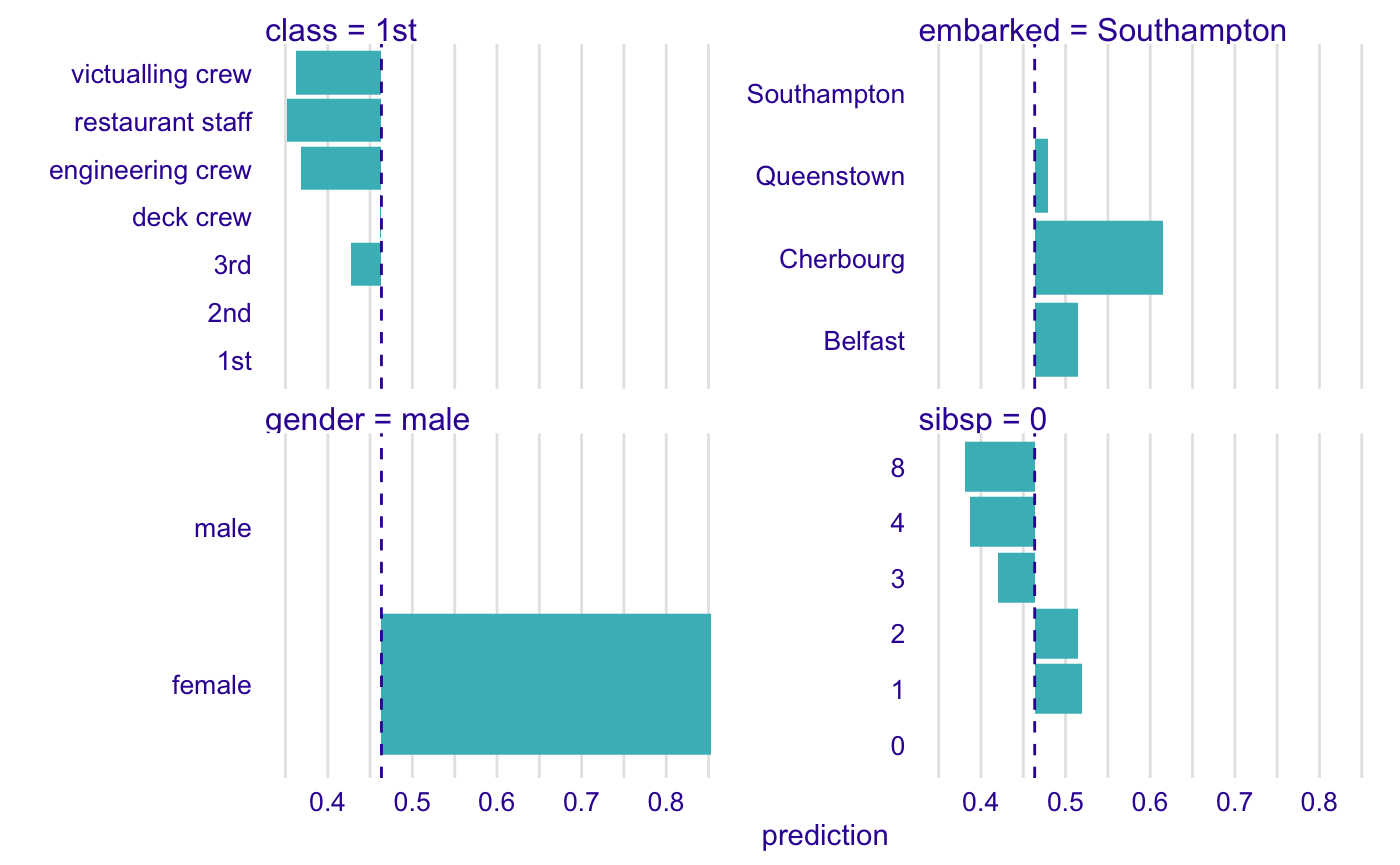 class = 1st
victualling crew
restaurant staff
engineering crew
deck crew
3rd
2nd
1st
embarked = Southampton
Southampton
Queenstown
Cherbourg
Belfast
gender = male
male
female
0.4 0.5 0.6 0.7 0.8
sibsp = 0
8
4
3
2
1
0
0.4 0.5 0.6 0.7 0.8
prediction